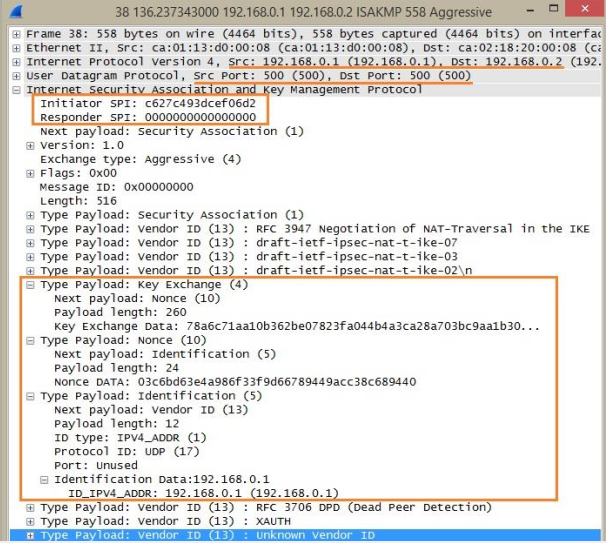 38 136.237343000 192.168.0.1 192.168.0.2 ISAKMP 558 Aggressive
Frame 38: 558 bytes on wire (4464 bits), 558 bytes captured (4464 bits) on interfac
Ethernet II, Src: ca:01:13:d0:00:08 (ca:01:13:d0:00:08), Dst: ca:02:18:20:00:08 (ca
Internet Protocol Version 4, Src: 192.168.0.1 (192.168.0.1), Dst: 192.168.0.2 (192.
User Datagram Protocol, Src Port: 500 (500), Dst Port: 500 (500)
Internet Security Association and Key Management Protocol
Initiator SPI: c627c493dcef06d2
Responder SPI: 0000000000000000
Next payload: Security Association (1)
Version: 1.0
Exchange type: Aggressive (4)
Flags: 0x00
Message ID: 0x00000000
Length: 516
Type Payload: Security Association (1)
Type Payload: Vendor ID (13) : RFC 3947 Negotiation of NAT-Traversal in the IKE
Type Payload: Vendor ID (13) : draft-ietf-ipsec-nat-t-ike-07
Type Payload: Vendor ID (13) : draft-ietf-ipsec-nat-t-ike-03
Type Payload: Vendor ID (13) : draft-ietf-ipsec-nat-t-ike-02\n
Type Payload: Key Exchange (4)
Next payload: Nonce (10)
Payload length: 260
Key Exchange Data: 78a6c71aa10b362be07823fa044b4a3ca28a703bc9aa1b30...
Type Payload: Nonce (10)
Next payload: Identification (5)
Payload length: 24
Nonce DATA: 03c6bd63e4a986f33f9d66789449acc38c689440
Type Payload: Identification (5)
Next payload: Vendor ID (13)
Payload length: 12
ID type: IPV4_ADDR (1)
Protocol ID: UDP (17)
Port: Unused
Identification Data:192.168.0.1
ID_IPV4_ADDR: 192.168.0.1 (192.168.0.1)
Type Payload: Vendor ID (13) : RFC 3706 DPD (Dead Peer Detection)
Type Payload: Vendor ID (13) : XAUTH
Type Payload: Vendor ID (13) : Unknown Vendor ID